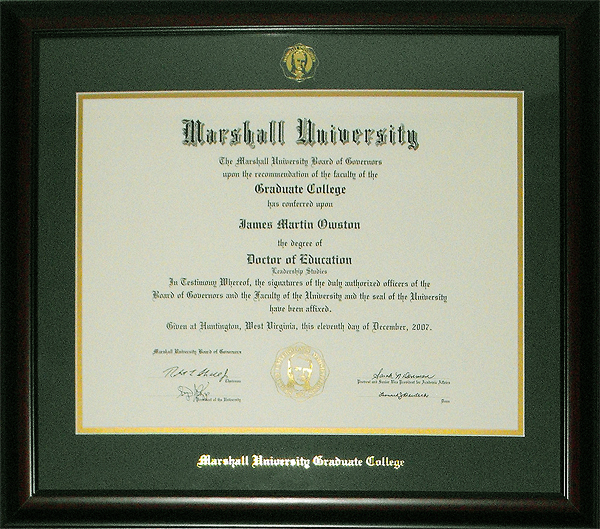 Marshall University
The Marshall University Board of Governors
upon the recommendation of the faculty of the
Graduate College
has conferred upon
James Martin Owston
the degree of
Doctor of Education
Leadership Studies
In Testimony Whereof, the signatures of the duly authorized officers of the
Board of Governors and the Faculty of the University and the seal of the University
have been affixed.
Given at Huntington, West Virginia, this eleventh day of December, 2007.
Marshall University Board of Governors
Chairman
President of the University
Provost and Senior Vice President for Academic Affairs
Dean
Marshall University Graduate College